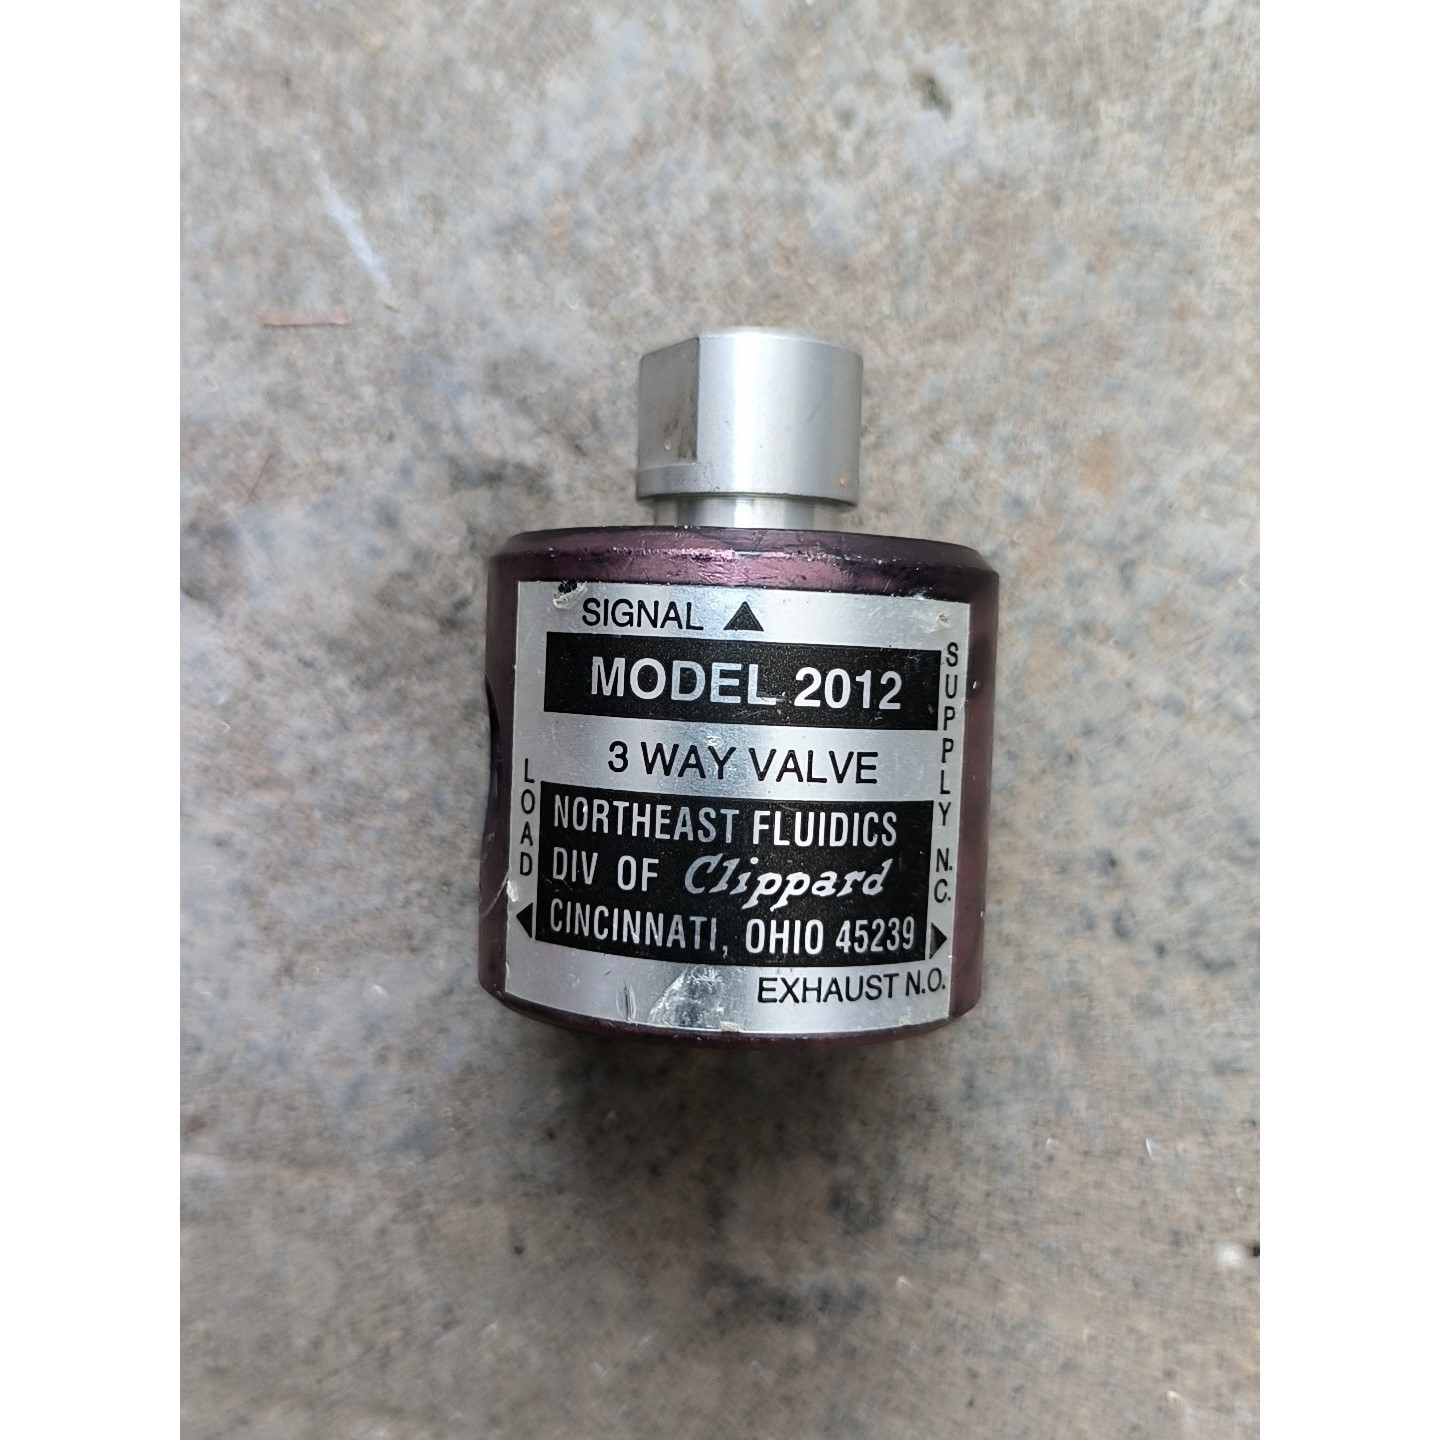 SIGNAL ▲
MODEL 2012
3 WAY VALVE
NORTHEAST FLUIDICS
DIV OF Clippard
CINCINNATI, OHIO 45239
LOAD
SUPPLY N.C.
EXHAUST N.O.